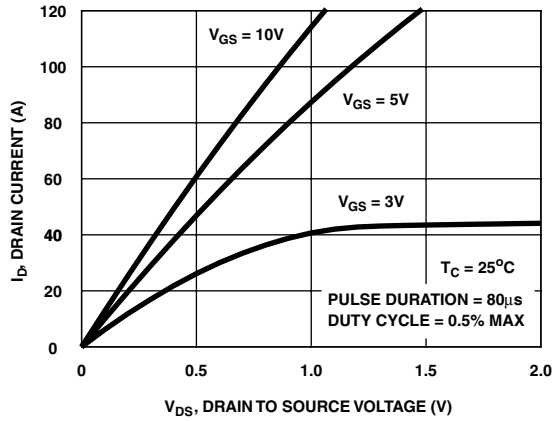 120
100
80
60
40
20
0
I_D, DRAIN CURRENT (A)
V_GS = 10V
V_GS = 5V
V_GS = 3V
T_C = 25°C
PULSE DURATION = 80μs
DUTY CYCLE = 0.5% MAX
0 0.5 1.0 1.5 2.0
V_DS, DRAIN TO SOURCE VOLTAGE (V)